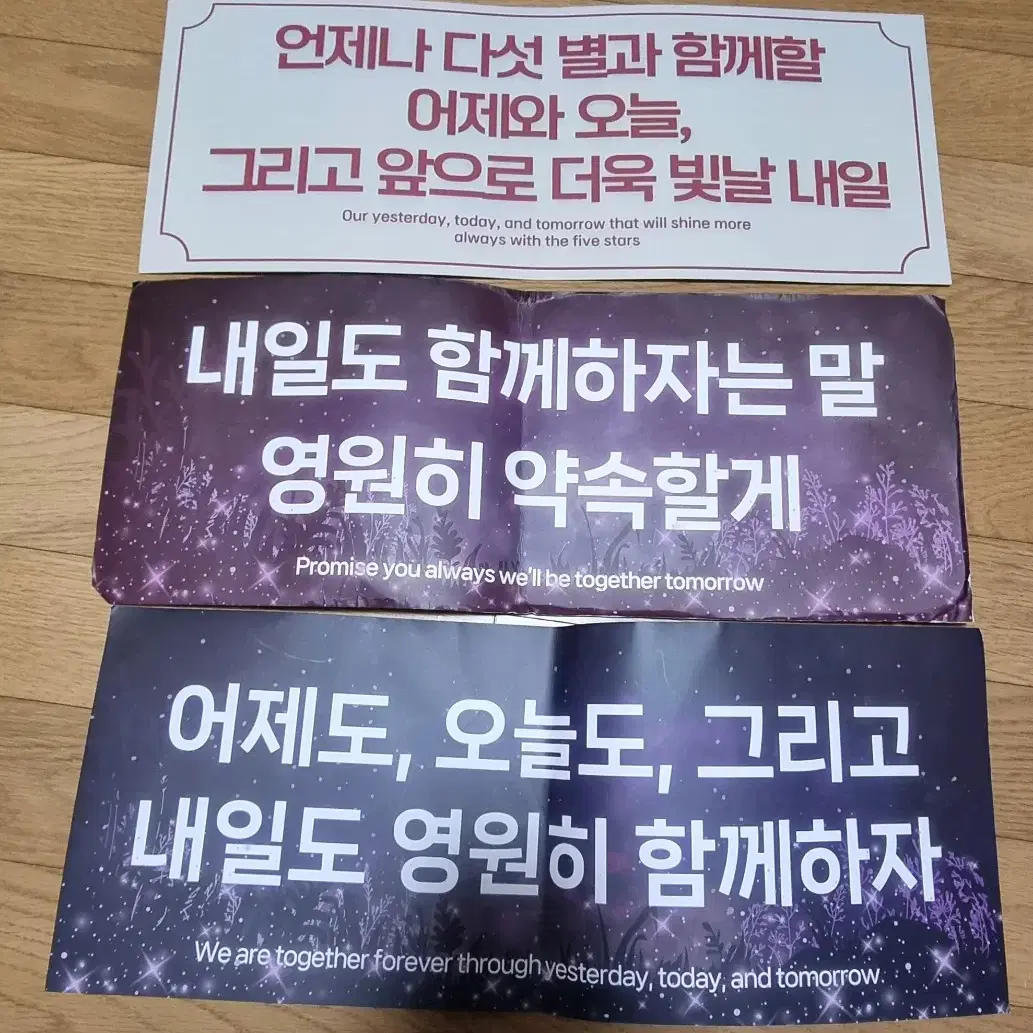 언제나 다섯 별과 함께할
어제와 오늘,
그리고 앞으로 더욱 빛날 내일
Our yesterday, today, and tomorrow that will shine more
always with the five stars
내일도 함께하자는 말
영원히 약속할게
Promise you always we'll be together tomorrow
어제도, 오늘도, 그리고
내일도 영원히 함께하자
We are together forever through yesterday, today, and tomorrow